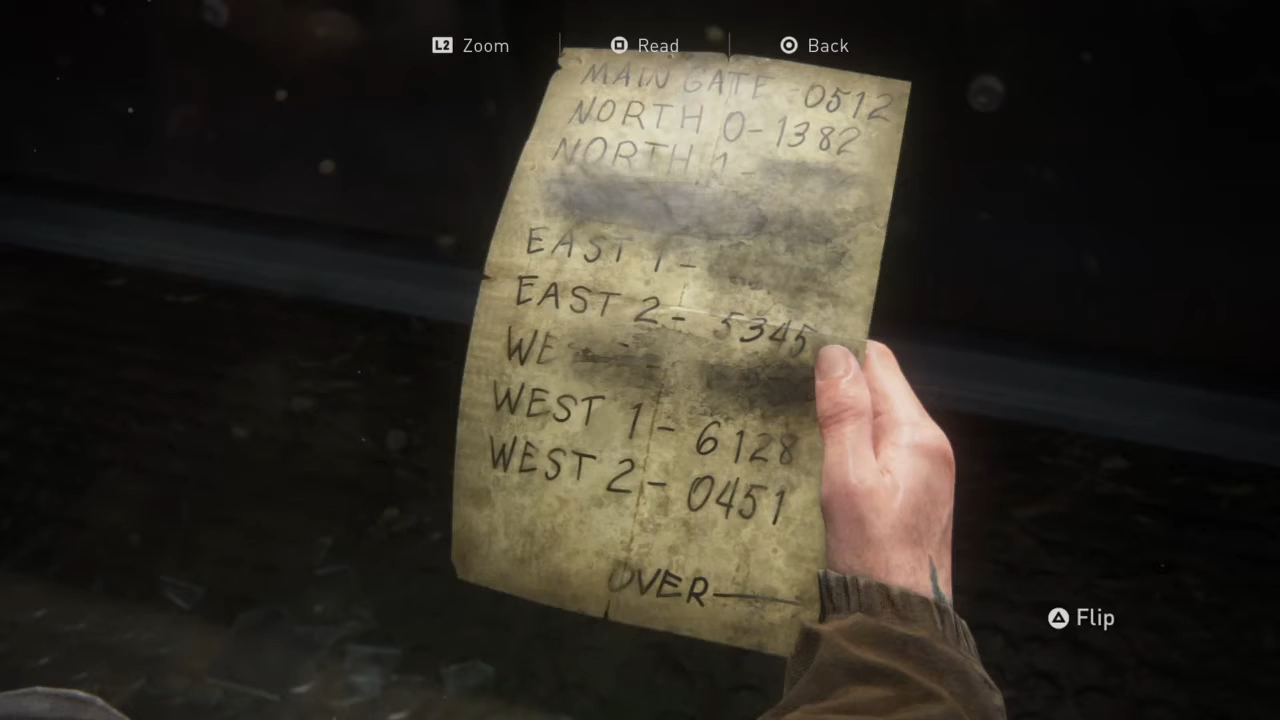 L2 Zoom
Read
Back
MAIN GATE -0512
NORTH 0- 1382
NORTH 1 -
EAST 1 -
EAST 2 - 5345
WE
WEST 1 - 6128
WEST 2 - 0451
OVER
Flip